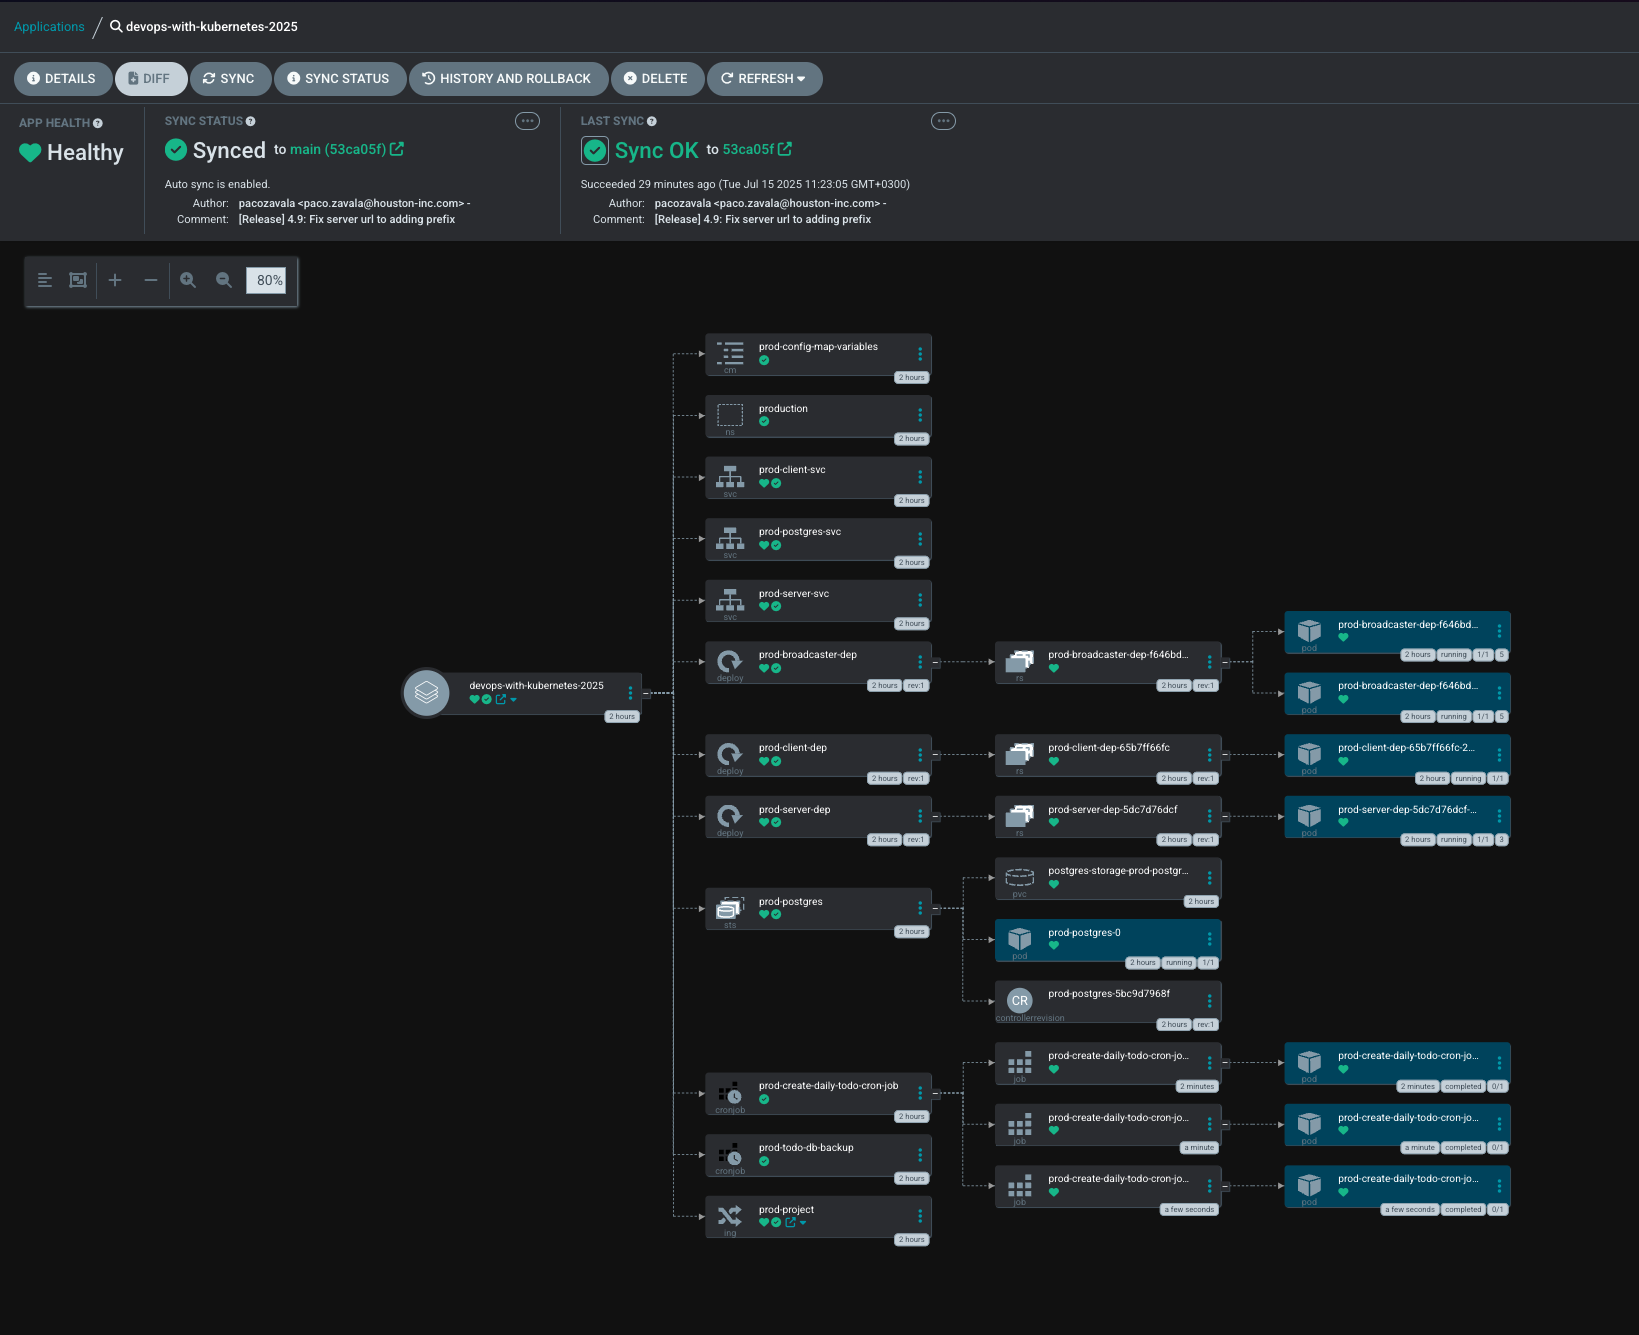 Applications / devops-with-kubernetes-2025
DETAILS DIFF SYNC SYNC STATUS HISTORY AND ROLLBACK DELETE REFRESH
APP HEALTH
Healthy
SYNC STATUS
Synced to main (53ca05f)
Auto sync is enabled.
Author: pacozavala <paco.zavala@houston-inc.com> -
Comment: [Release] 4.9: Fix server url to adding prefix
LAST SYNC
Sync OK to 53ca05f
Succeeded 29 minutes ago (Tue Jul 15 2025 11:23:05 GMT+0300)
Author: pacozavala <paco.zavala@houston-inc.com> -
Comment: [Release] 4.9: Fix server url to adding prefix
80%
devops-with-kubernetes-2025
2 hours
prod-config-map-variables
cm
2 hours
production
ns
2 hours
prod-client-svc
svc
2 hours
prod-postgres-svc
svc
2 hours
prod-server-svc
svc
2 hours
prod-broadcaster-dep
deploy
2 hours rev:1
prod-broadcaster-dep-f646bd...
rs
2 hours rev:1
prod-broadcaster-dep-f646bd...
pod
2 hours running 1/1 5
prod-broadcaster-dep-f646bd...
pod
2 hours running 1/1 5
prod-client-dep
deploy
2 hours rev:1
prod-client-dep-65b7ff66fc
rs
2 hours rev:1
prod-client-dep-65b7ff66fc-2...
pod
2 hours running 1/1
prod-server-dep
deploy
2 hours rev:1
prod-server-dep-5dc7d76dcf
rs
2 hours rev:1
prod-server-dep-5dc7d76dcf-...
pod
2 hours running 1/1 3
prod-postgres
sts
2 hours
postgres-storage-prod-postgr...
pvc
2 hours
prod-postgres-0
pod
2 hours running 1/1
CR
prod-postgres-5bc9d7968f
controllerrevision
2 hours rev:1
prod-create-daily-todo-cron-job
cronjob
2 hours
prod-create-daily-todo-cron-jo...
job
2 minutes
prod-create-daily-todo-cron-jo...
pod
2 minutes completed 0/1
prod-create-daily-todo-cron-jo...
job
a minute
prod-create-daily-todo-cron-jo...
pod
a minute completed 0/1
prod-create-daily-todo-cron-jo...
job
a few seconds
prod-create-daily-todo-cron-jo...
pod
a few seconds completed 0/1
prod-todo-db-backup
cronjob
2 hours
prod-project
ing
2 hours